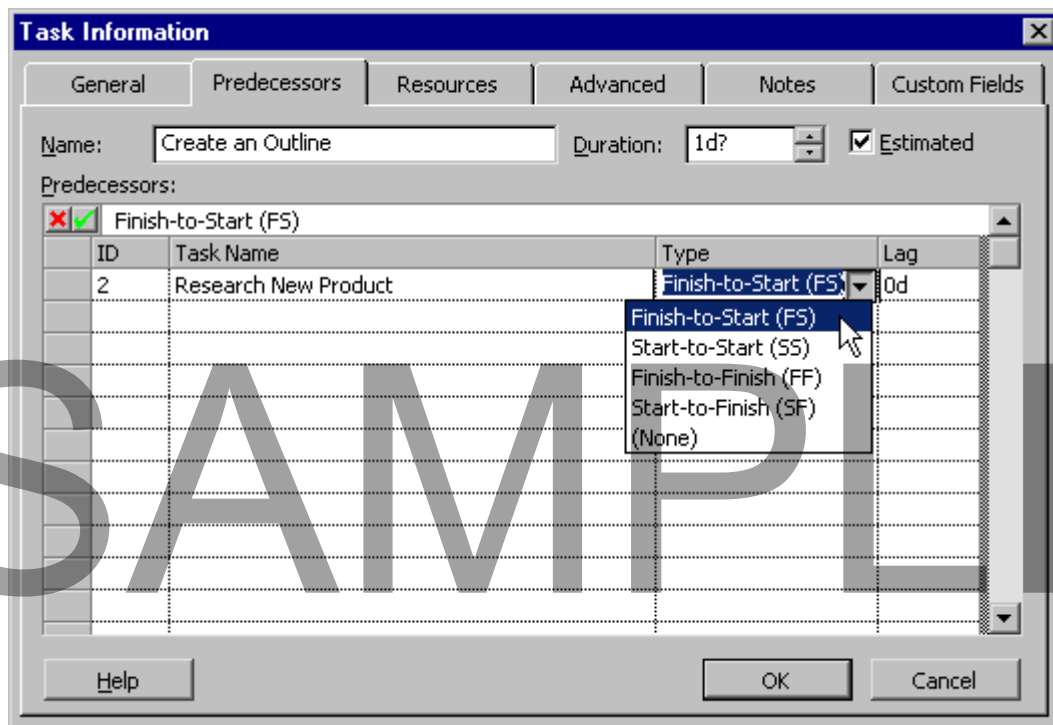 Task Information
General Predecessors Resources Advanced Notes Custom Fields
Name: Create an Outline Duration: 1d? Estimated
Predecessors:
Finish-to-Start (FS)
ID Task Name Type Lag
2 Research New Product Finish-to-Start (FS) 0d
Finish-to-Start (FS)
Start-to-Start (SS)
Finish-to-Finish (FF)
Start-to-Finish (SF)
(None)
SAMPL
Help OK Cancel